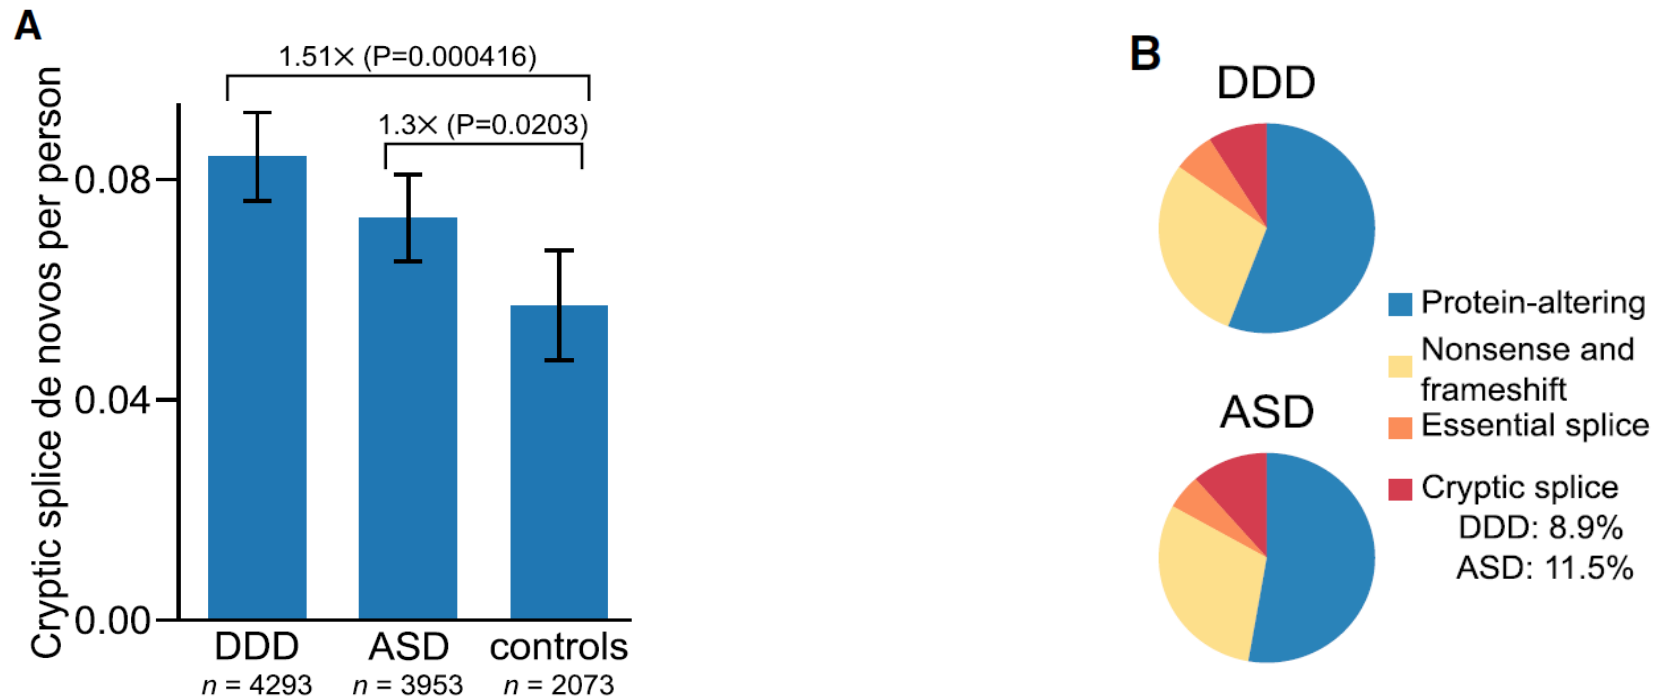 A
1.51× (P=0.000416)
1.3× (P=0.0203)
Cryptic splice de novos per person
0.08
0.04
0.00
DDD
ASD
controls
n = 4293
n = 3953
n = 2073
B
DDD
Protein-altering
Nonsense and
frameshift
Essential splice
ASD
Cryptic splice
DDD: 8.9%
ASD: 11.5%